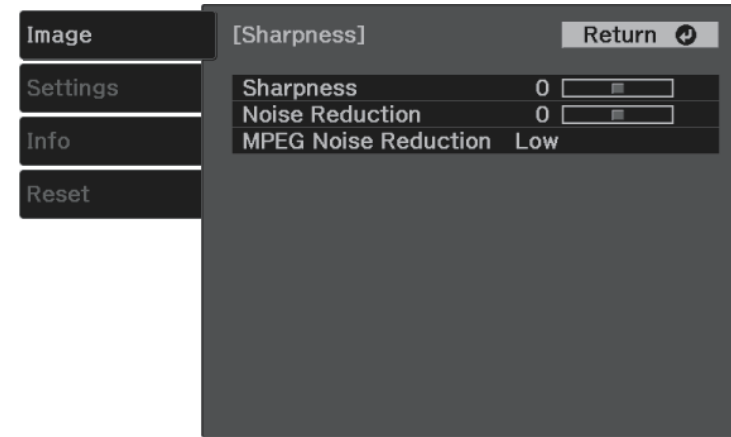 Image
Settings
Info
Reset
[Sharpness]
Return
Sharpness 0
Noise Reduction 0
MPEG Noise Reduction Low